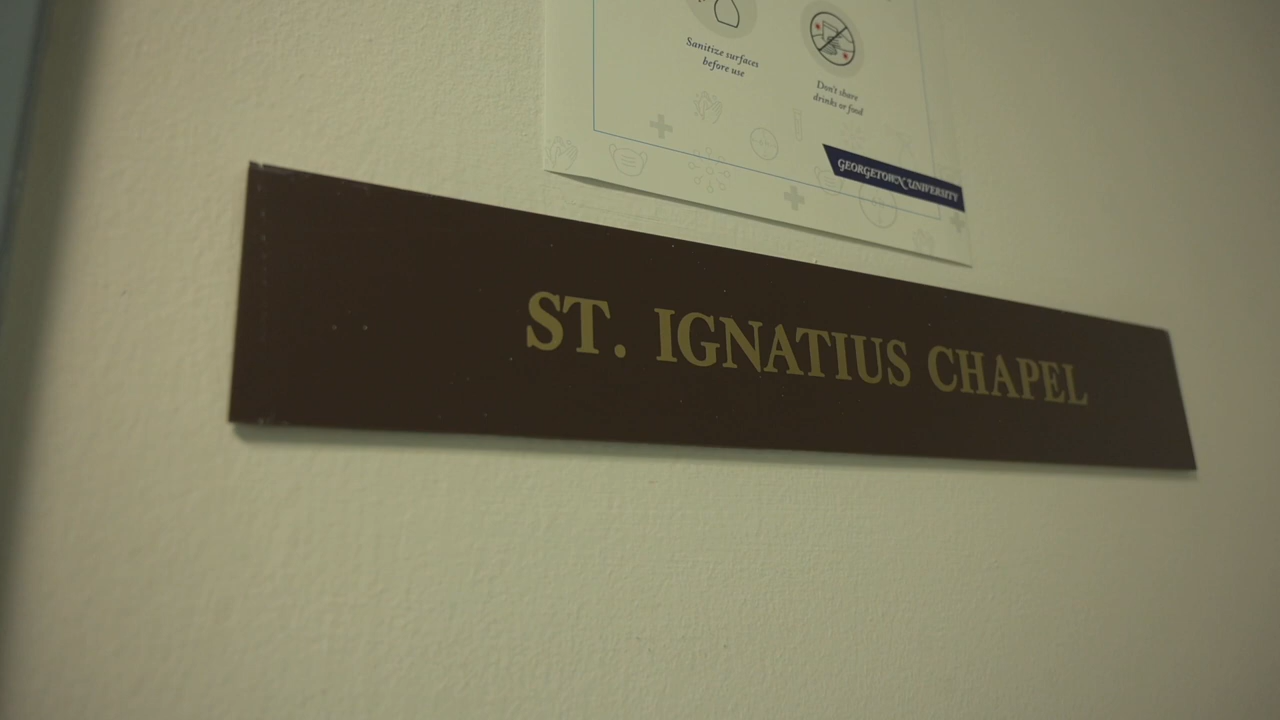 Sanitize surfaces
before use
Don't share
drinks or food
GEORGETOWN UNIVERSITY
ST. IGNATIUS CHAPEL